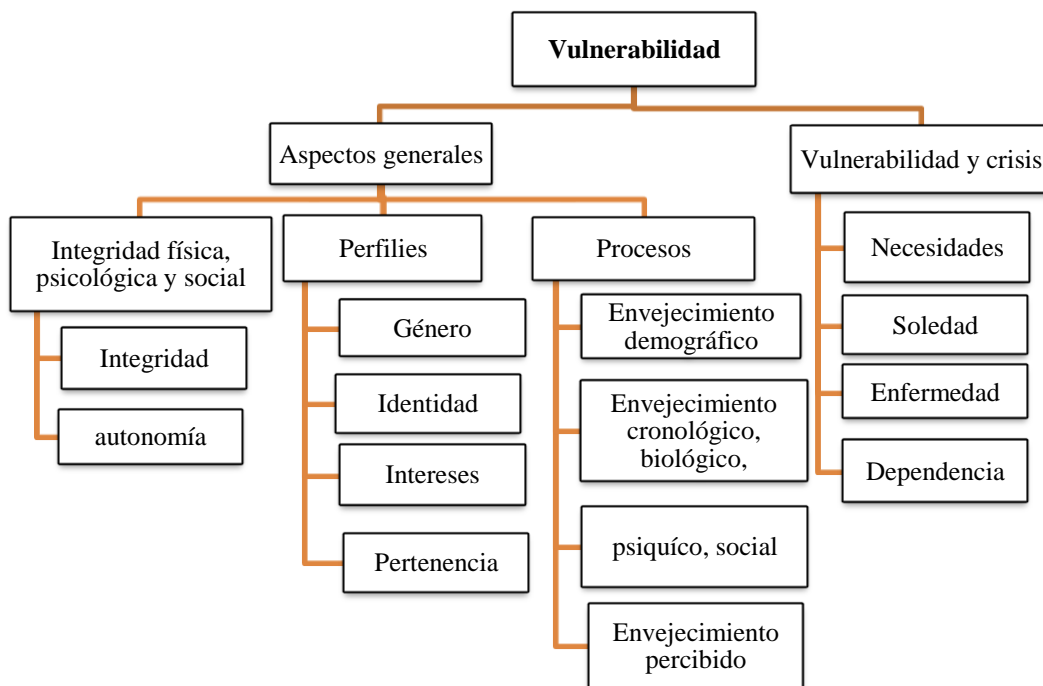 Vulnerabilidad
Aspectos generales
Vulnerabilidad y crisis
Integridad física,
psicológica y social
Integridad
autonomía
Perfilies
Género
Identidad
Intereses
Pertenencia
Procesos
Envejecimiento
demográfico
Envejecimiento
cronológico,
biológico,
psiquíco, social
Envejecimiento
percibido
Necesidades
Soledad
Enfermedad
Dependencia